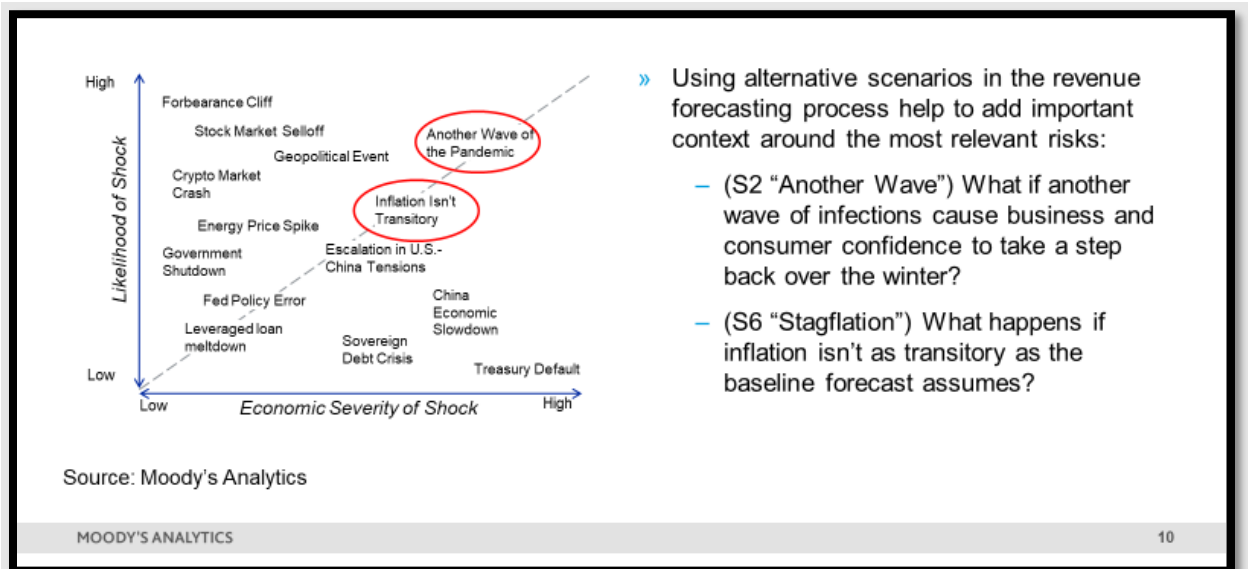 High
Forbearance Cliff
Stock Market Selloff
Another Wave of
the Pandemic
Geopolitical Event
Crypto Market
Crash
Inflation Isn't
Transitory
Energy Price Spike
Government
Shutdown
Escalation in U.S.-
China Tensions
Fed Policy Error
China
Economic
Slowdown
Leveraged loan
meltdown
Sovereign
Debt Crisis
Treasury Default
Low
Likelihood of Shock
Low
Economic Severity of Shock
High
» Using alternative scenarios in the revenue
forecasting process help to add important
context around the most relevant risks:
– (S2 “Another Wave”) What if another
wave of infections cause business and
consumer confidence to take a step
back over the winter?
– (S6 “Stagflation”) What happens if
inflation isn’t as transitory as the
baseline forecast assumes?
Source: Moody’s Analytics
MOODY’S ANALYTICS
10